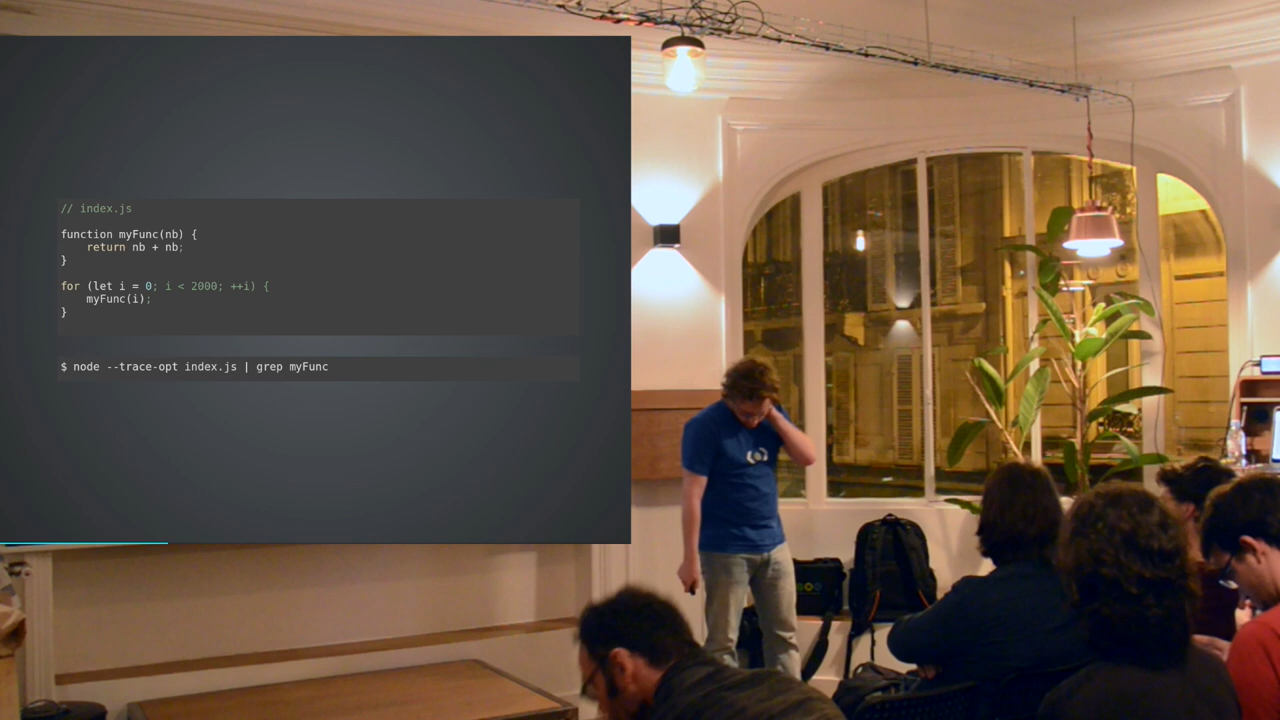 // index.js
function myFunc(nb) {
    return nb + nb;
}
for (let i = 0; i < 2000; ++i) {
    myFunc(i);
}
$ node --trace-opt index.js | grep myFunc